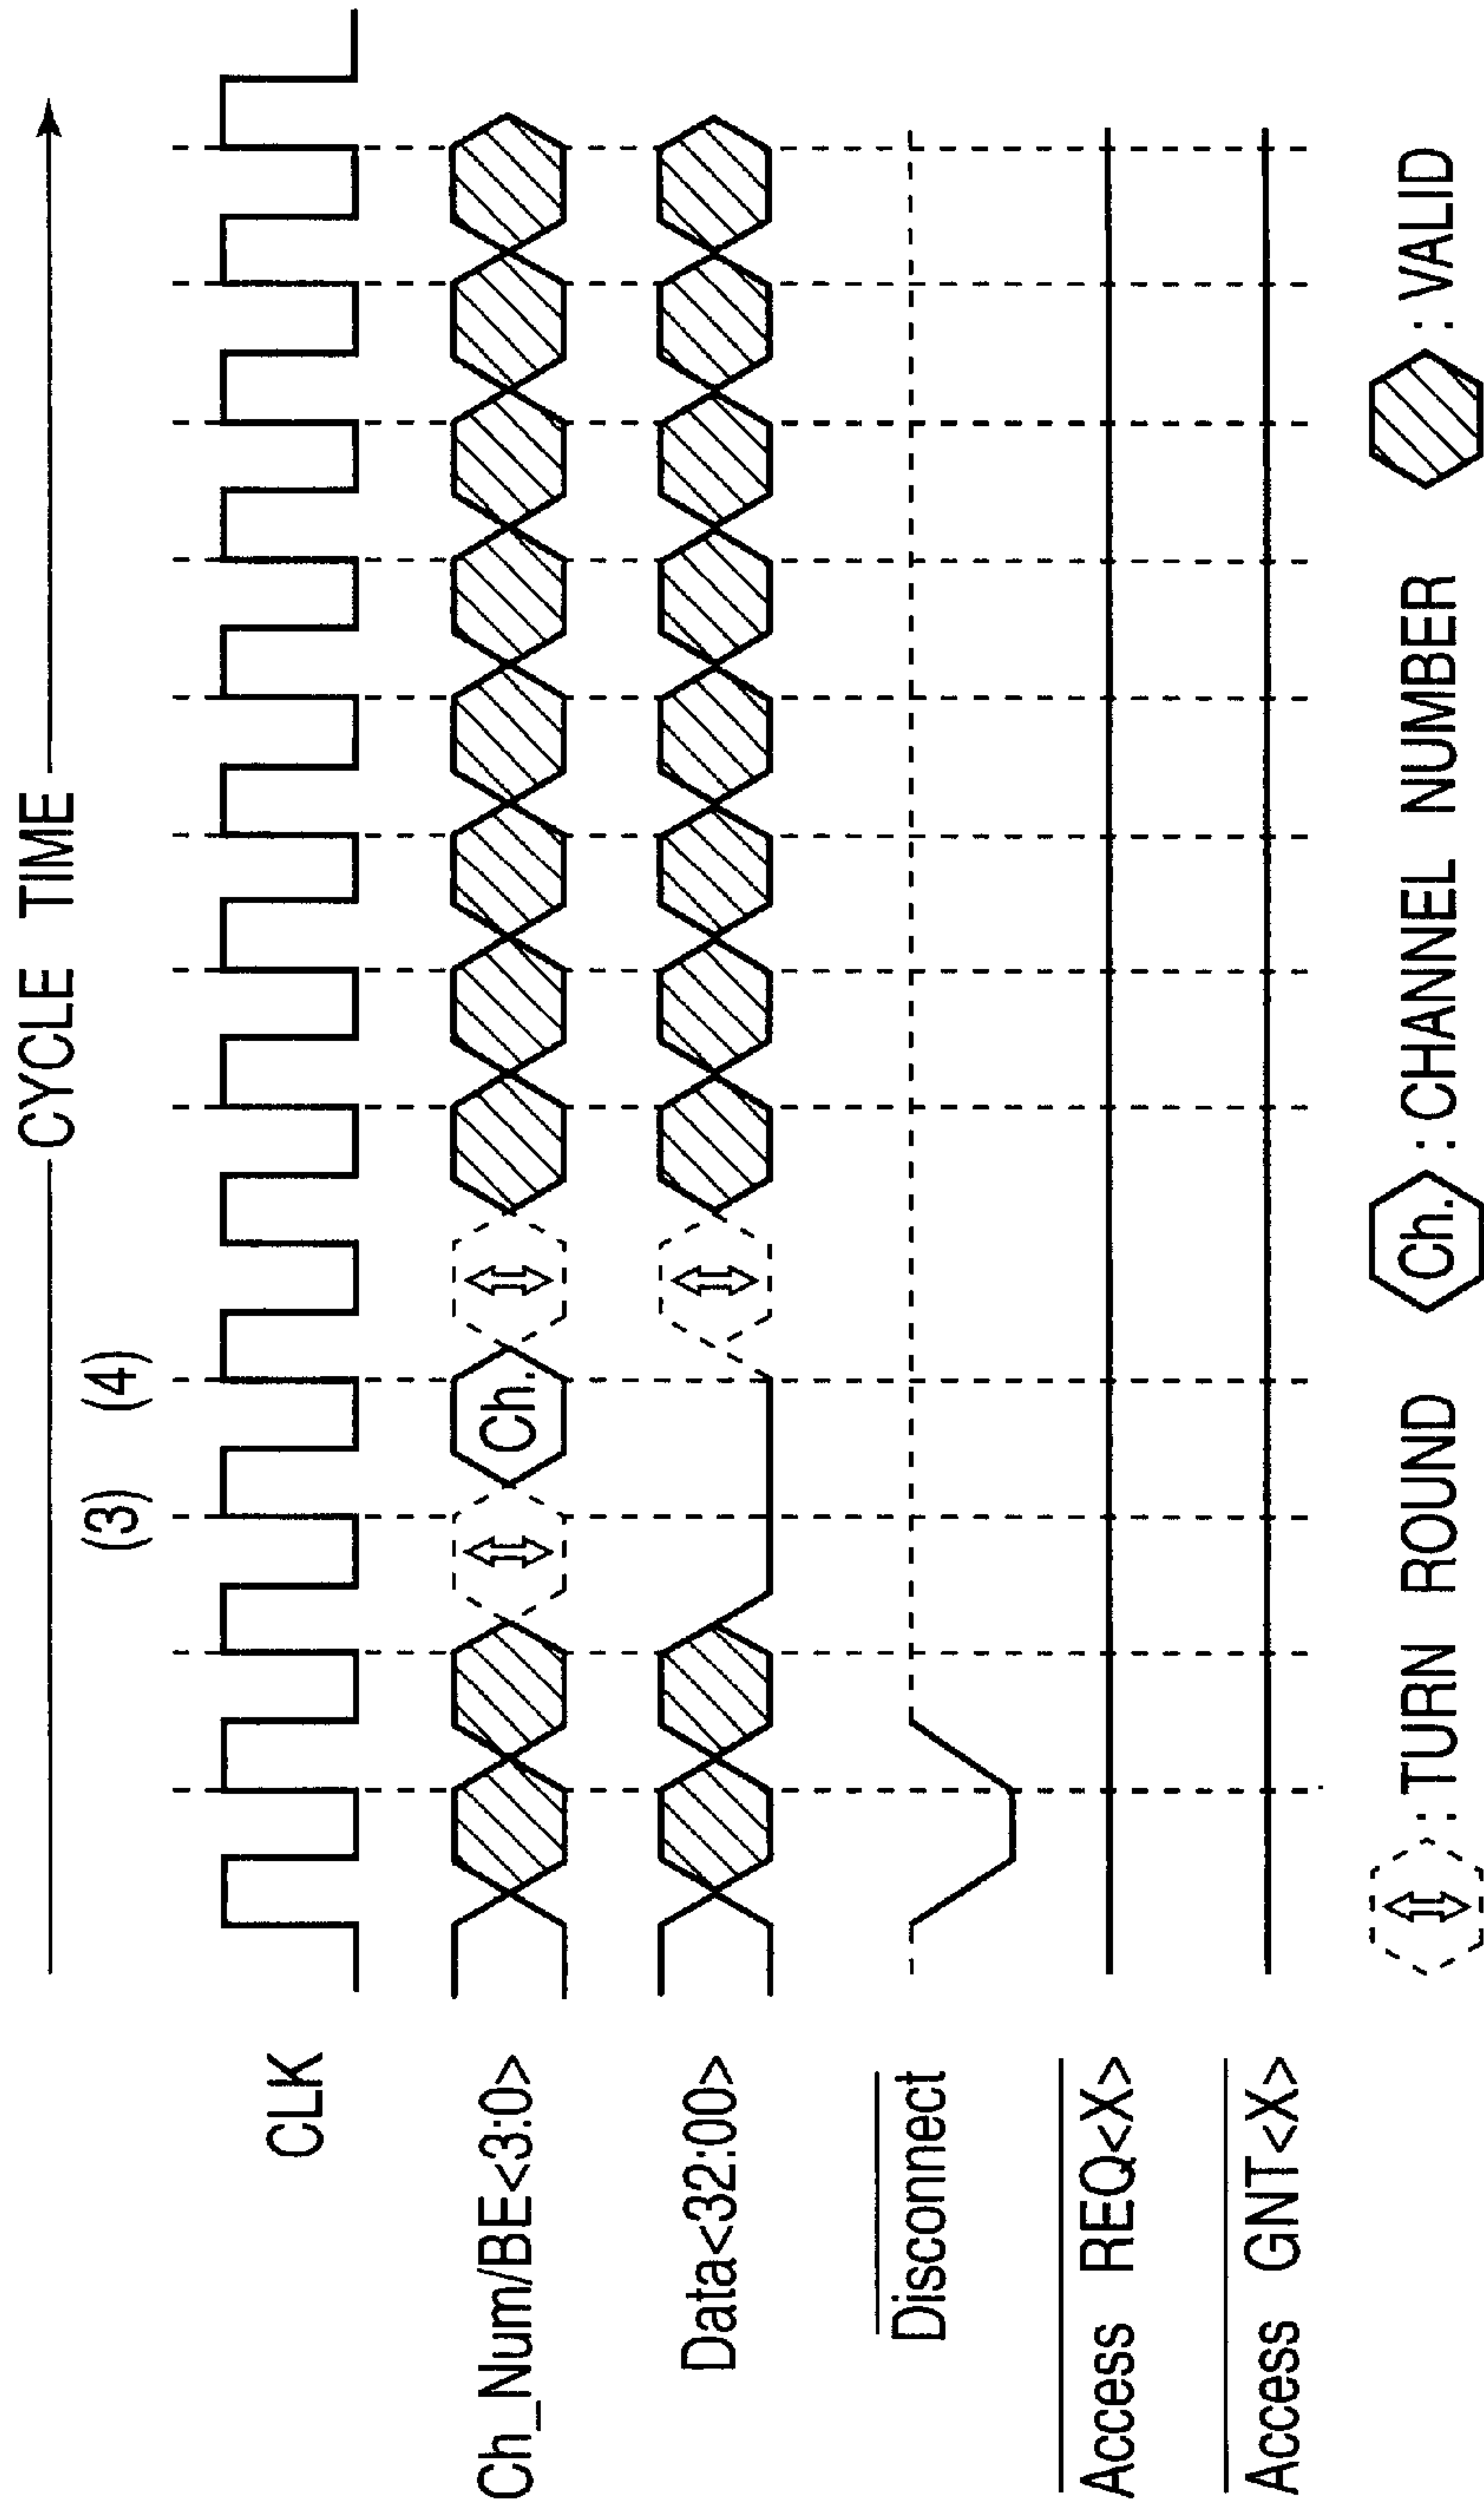 CYCLE TIME
(3) (4)
CLK
Ch_Num/BE<3:0>
Ch.
Data<32:00>
Disconnect
Access REQ<X>
Access GNT<X>
: TURN ROUND Ch. : CHANNEL NUMBER : VALID